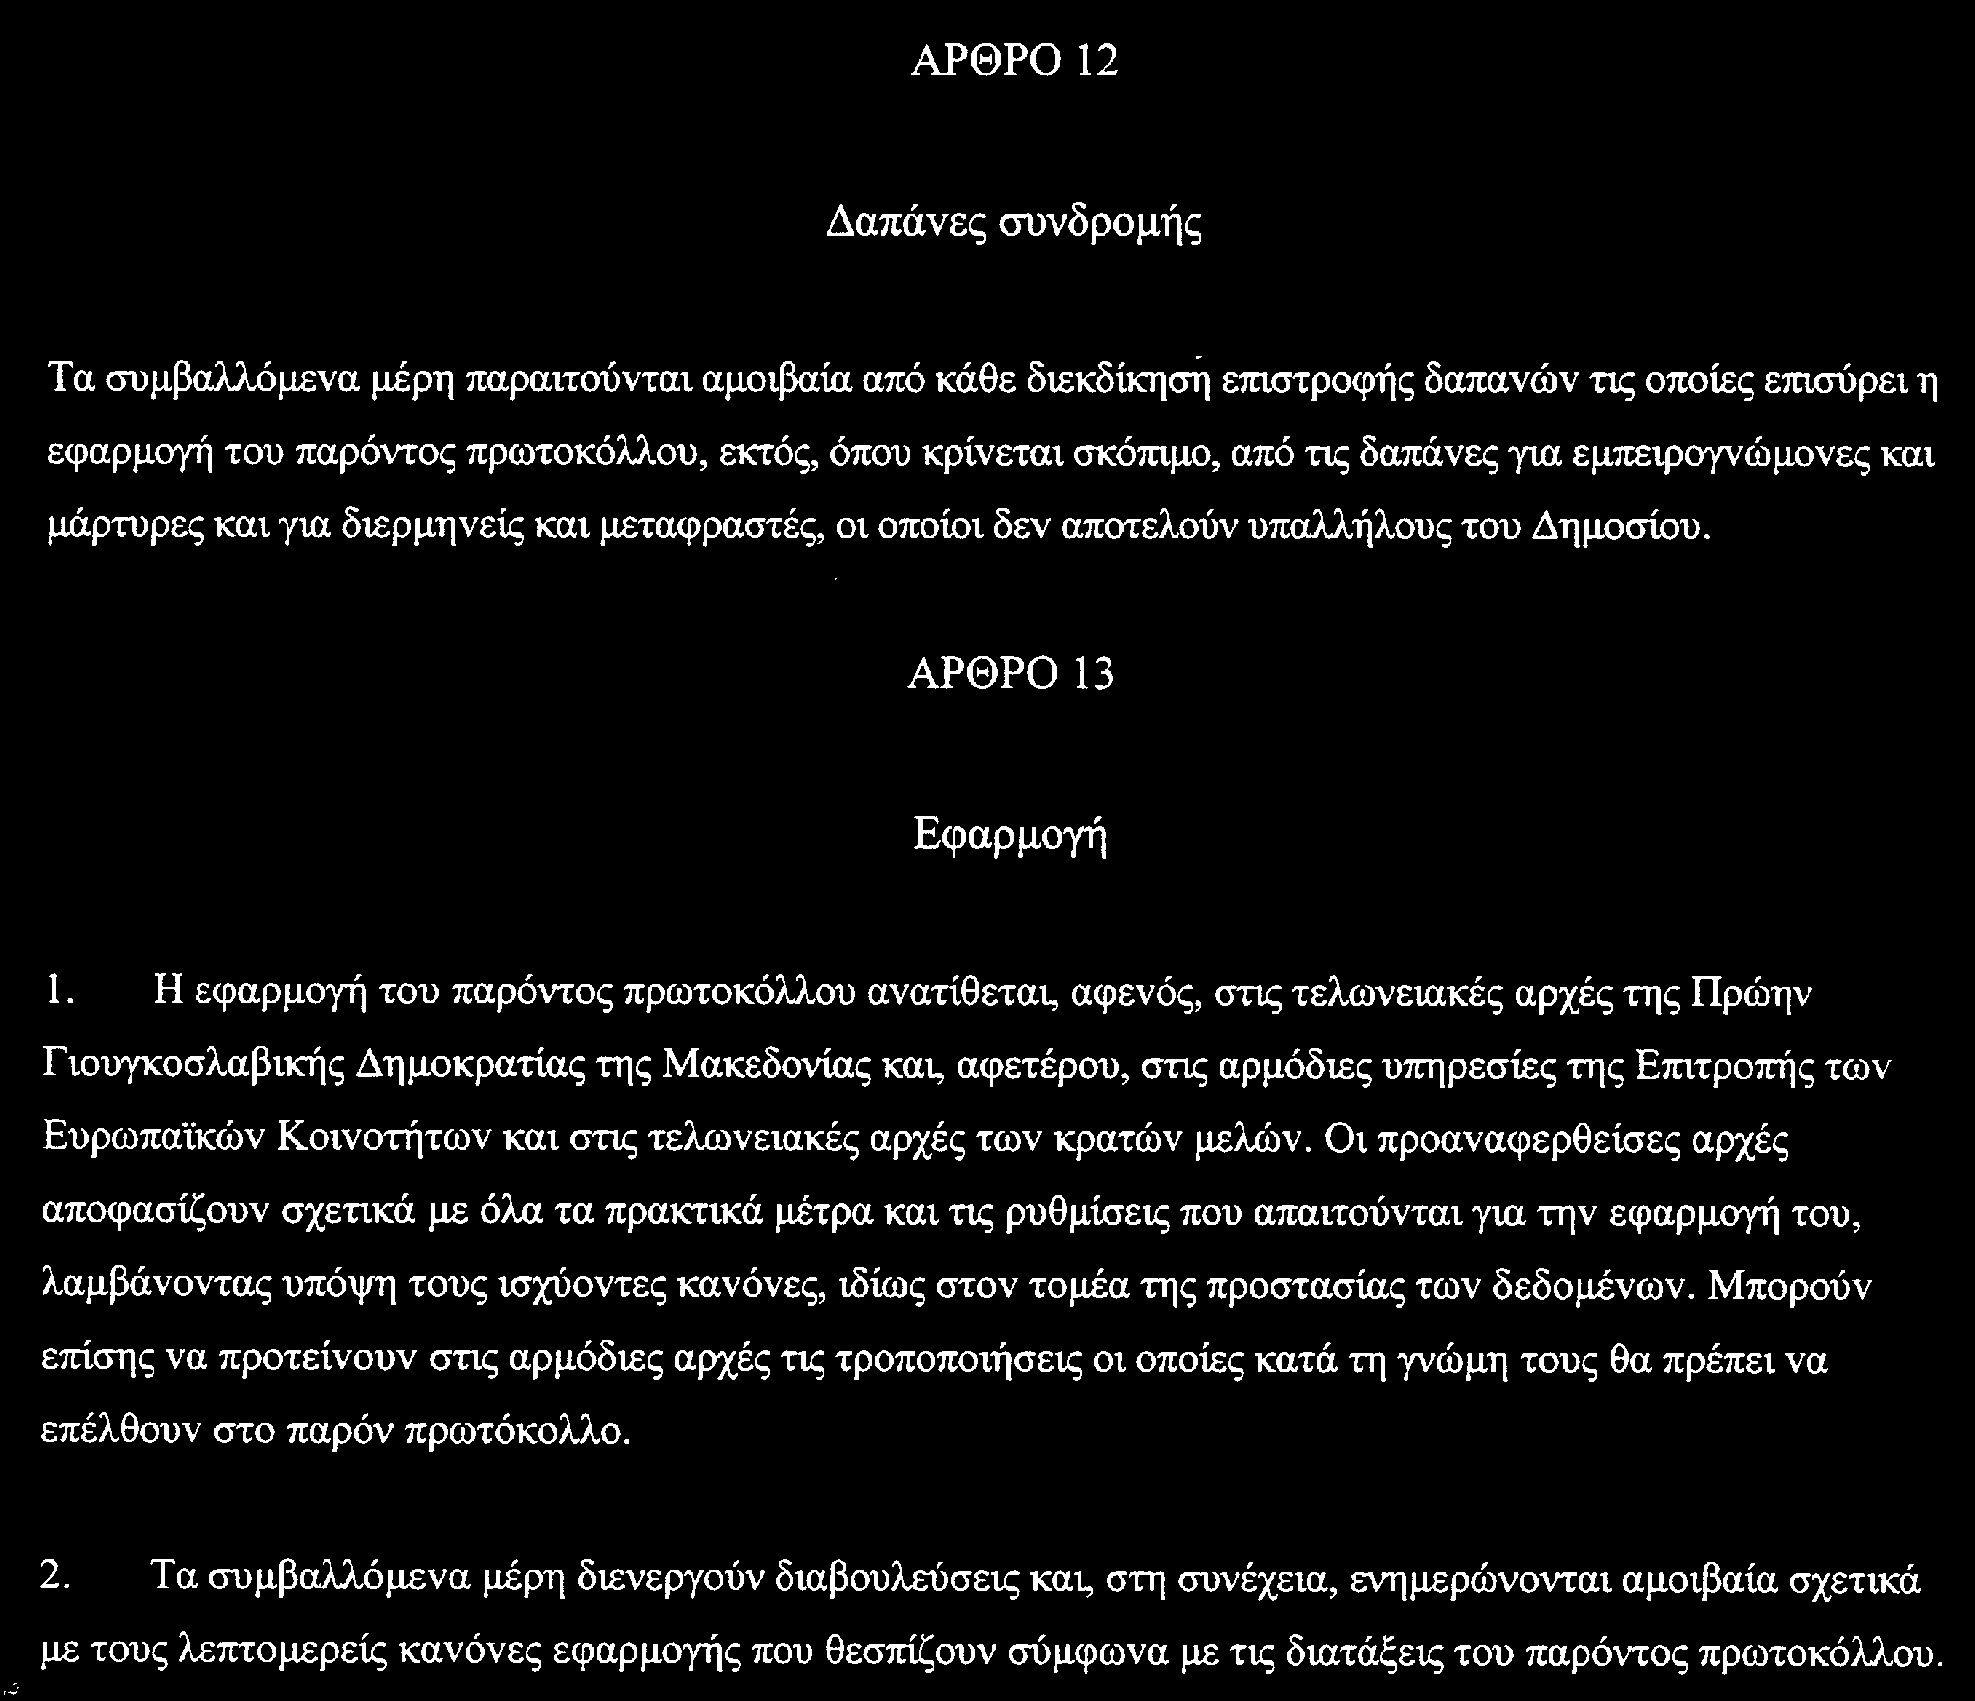 ΑΡΘΡΟ 12
Δαπάνες συνδρομής
Τα συμβαλλόμενα μέρη παραιτούνται αμοιβαία από κάθε διεκδίκηση επιστροφής δαπανών τις οποίες επισύρει η
εφαρμογή του παρόντος πρωτοκόλλου, εκτός, όπου κρίνεται σκόπιμο, από τις δαπάνες για εμπειρογνώμονες και
μάρτυρες και για διερμηνείς και μεταφραστές, οι οποίοι δεν αποτελούν υπαλλήλους του Δημοσίου.
ΑΡΘΡΟ 13
Εφαρμογή
1. Η εφαρμογή του παρόντος πρωτοκόλλου ανατίθεται, αφενός, στις τελωνειακές αρχές της Πρώην
Γιουγκοσλαβικής Δημοκρατίας της Μακεδονίας και, αφετέρου, στις αρμόδιες υπηρεσίες της Επιτροπής των
Ευρωπαϊκών Κοινοτήτων και στις τελωνειακές αρχές των κρατών μελών. Οι προαναφερθείσες αρχές
αποφασίζουν σχετικά με όλα τα πρακτικά μέτρα και τις ρυθμίσεις που απαιτούνται για την εφαρμογή του,
λαμβάνοντας υπόψη τους ισχύοντες κανόνες, ιδίως στον τομέα της προστασίας των δεδομένων. Μπορούν
επίσης να προτείνουν στις αρμόδιες αρχές τις τροποποιήσεις οι οποίες κατά τη γνώμη τους θα πρέπει να
επέλθουν στο παρόν πρωτόκολλο.
2. Τα συμβαλλόμενα μέρη διενεργούν διαβουλεύσεις και, στη συνέχεια, ενημερώνονται αμοιβαία σχετικά
με τους λεπτομερείς κανόνες εφαρμογής που θεσπίζουν σύμφωνα με τις διατάξεις του παρόντος πρωτοκόλλου.